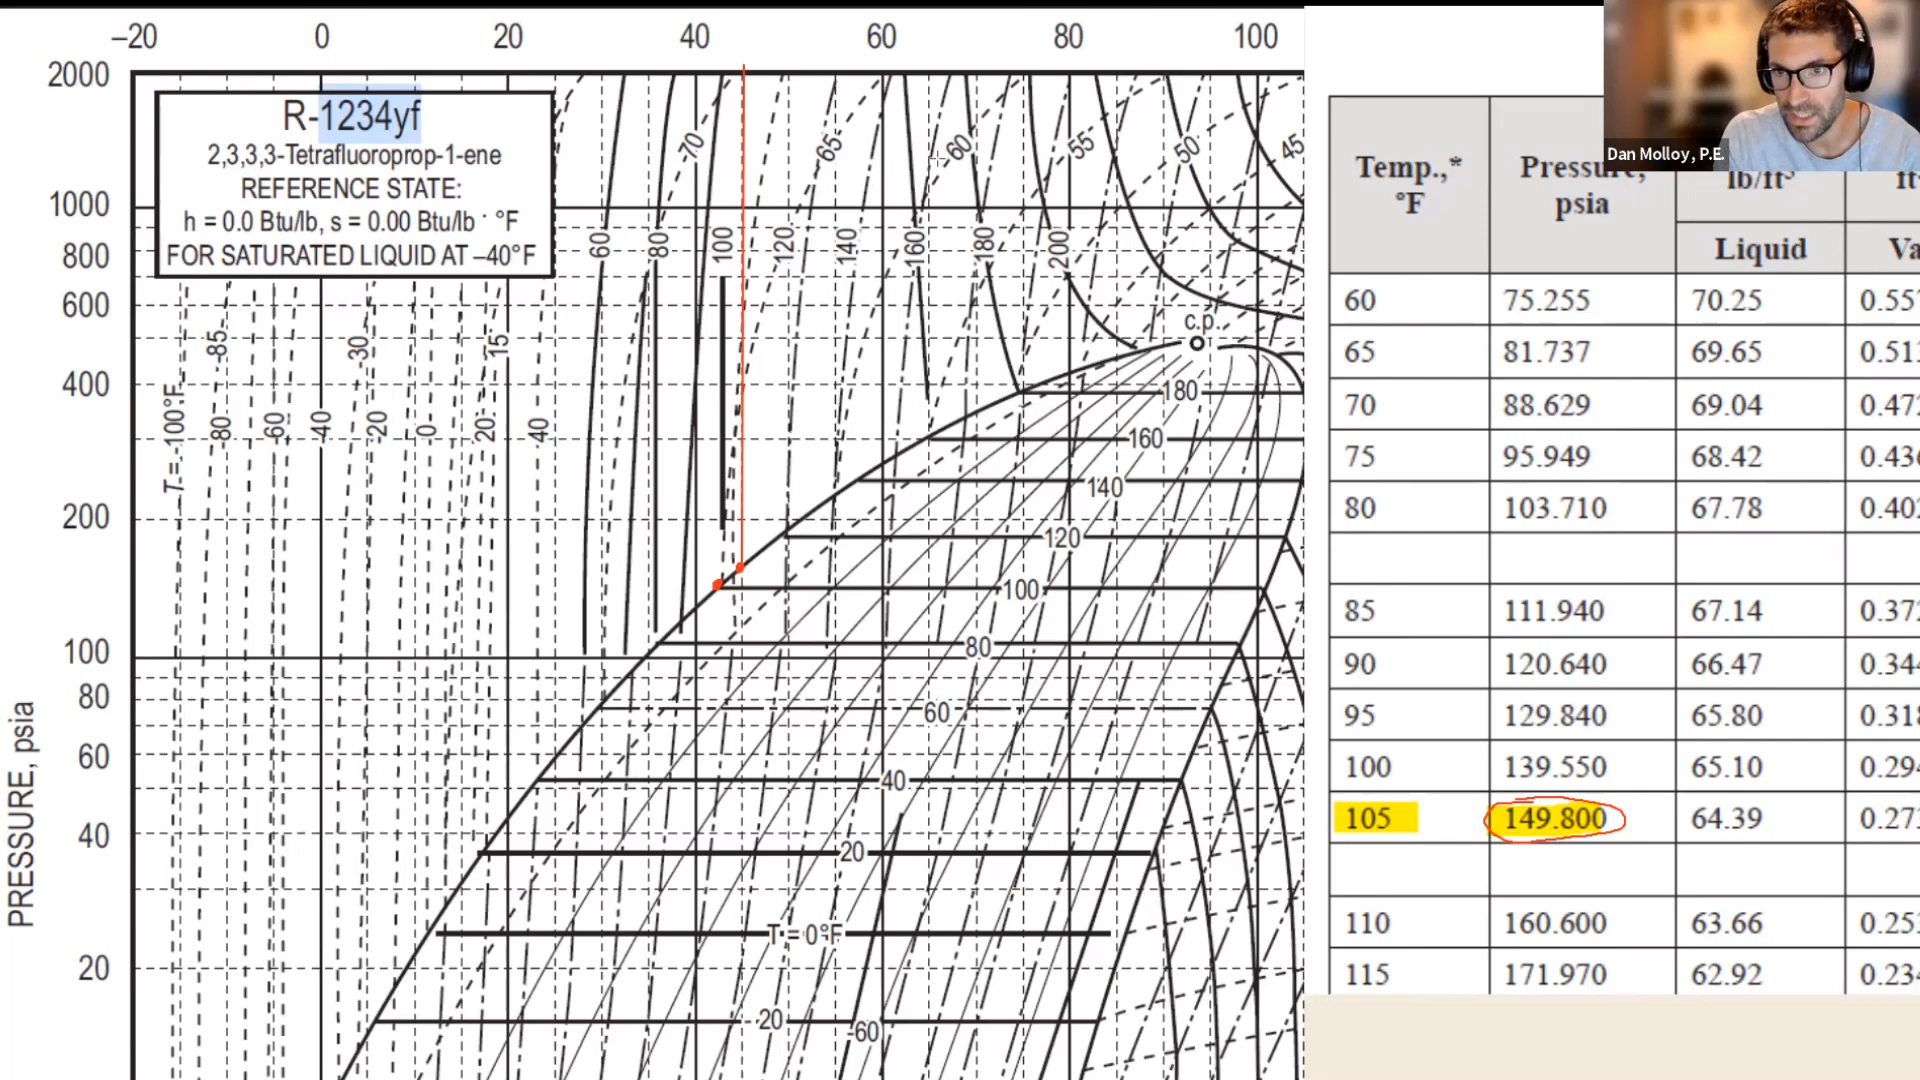 –20 0 20 40 60 80 100
2000
1000
800
600
400
200
100
80
60
40
20
PRESSURE, psia
R-1234yf
2,3,3,3-Tetrafluoroprop-1-ene
REFERENCE STATE:
h = 0.0 Btu/lb, s = 0.00 Btu/lb · °F
FOR SATURATED LIQUID AT –40°F
70 65 60 55 50 45
60 80 100 120 140 160 180 200
-85 -30 15
T = -100°F -80 -60 -40 -20 -0 20 40
c.p.
180
160
140
120
100
80
60
40
20
T = 0°F
-20 -60
Dan Molloy, P.E.
Temp.,* Pressure, lb/ft³
°F psia
Liquid
60 75.255 70.25
65 81.737 69.65
70 88.629 69.04
75 95.949 68.42
80 103.710 67.78
85 111.940 67.14
90 120.640 66.47
95 129.840 65.80
100 139.550 65.10
105 149.800 64.39
110 160.600 63.66
115 171.970 62.92